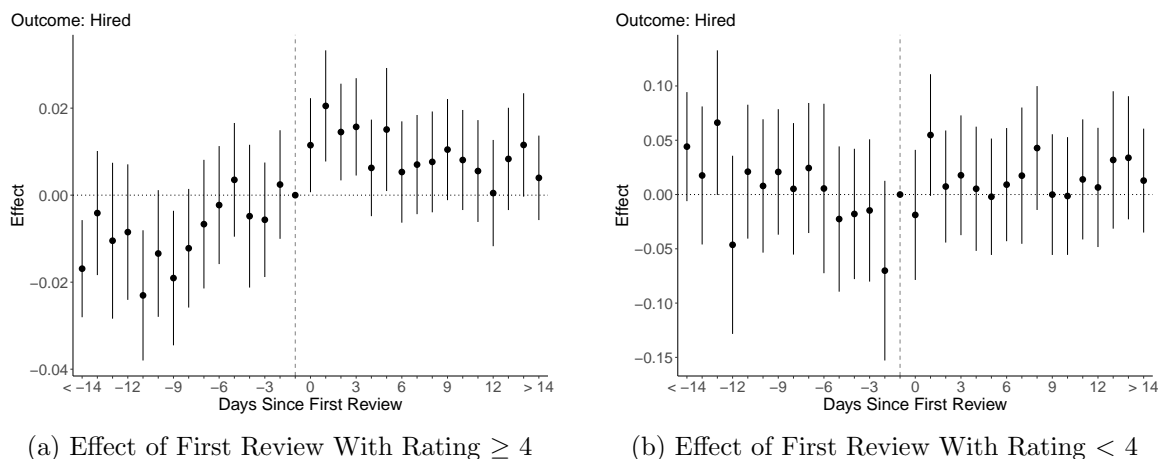 Outcome: Hired
Effect
0.02
0.00
−0.02
−0.04
< −14 −12 −9 −6 −3 0 3 6 9 12 > 14
Days Since First Review
(a) Effect of First Review With Rating ≥ 4
Outcome: Hired
Effect
0.10
0.05
0.00
−0.05
−0.10
−0.15
< −14 −12 −9 −6 −3 0 3 6 9 12 > 14
Days Since First Review
(b) Effect of First Review With Rating < 4